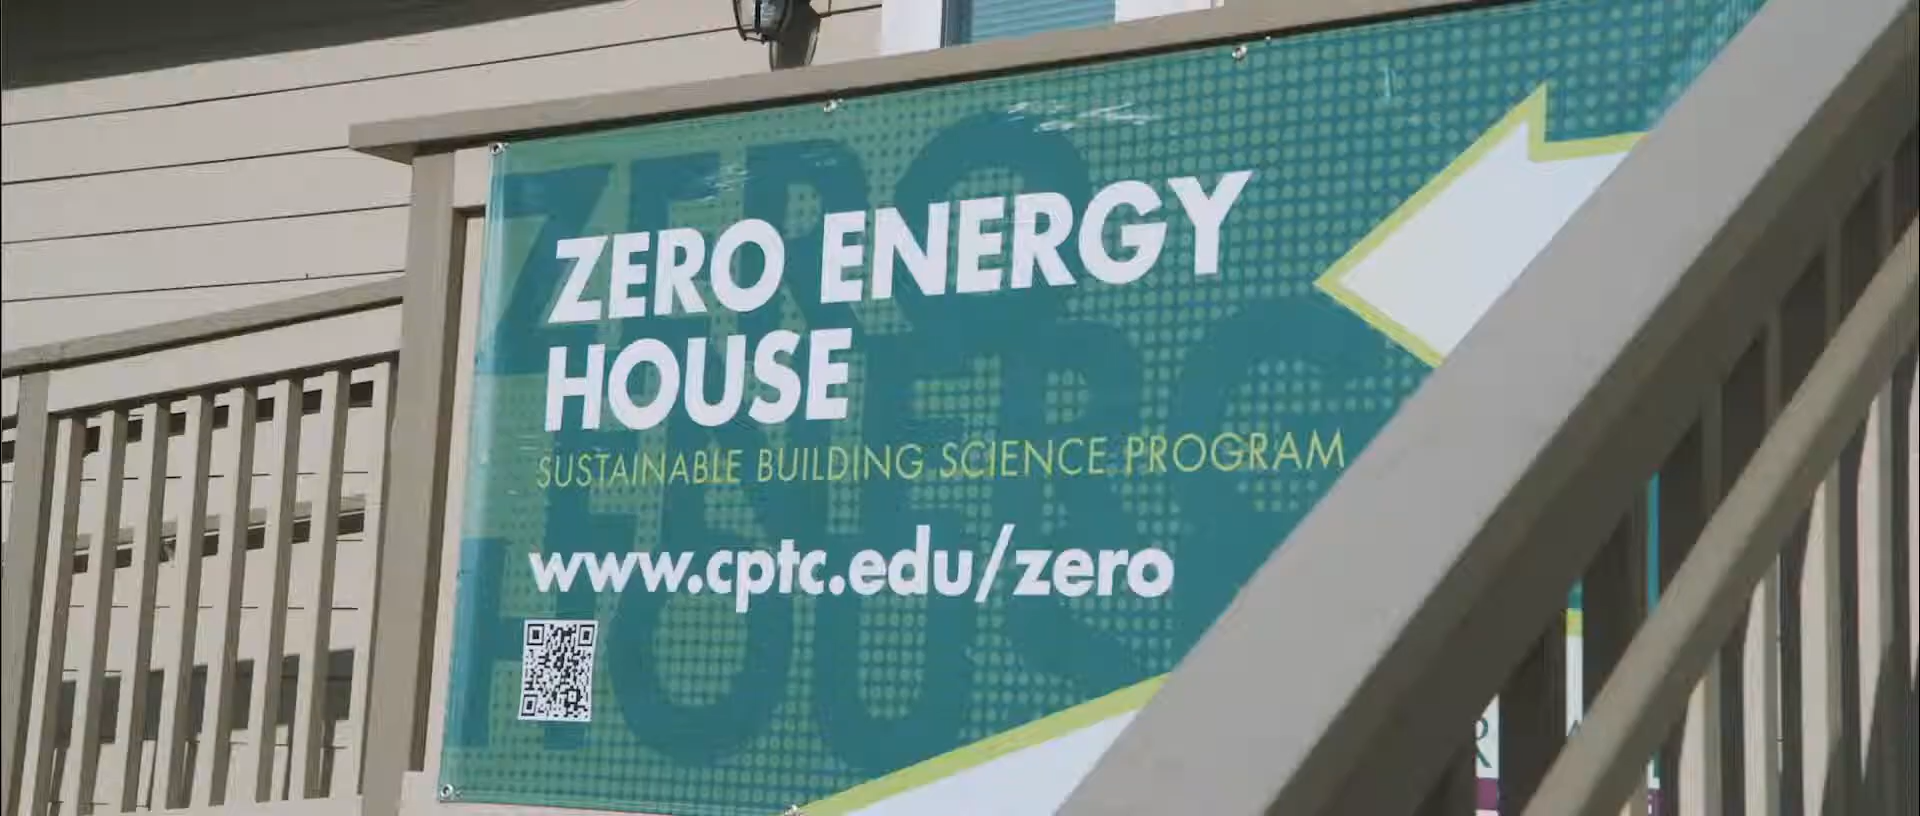 ZERO ENERGY
HOUSE
SUSTAINABLE BUILDING SCIENCE PROGRAM
www.cptc.edu/zero